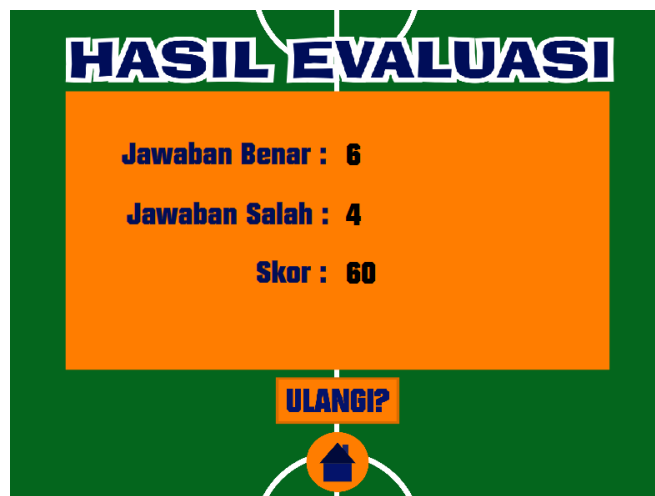 HASIL EVALUASI
Jawaban Benar : 6
Jawaban Salah : 4
Skor : 60
ULANGI?